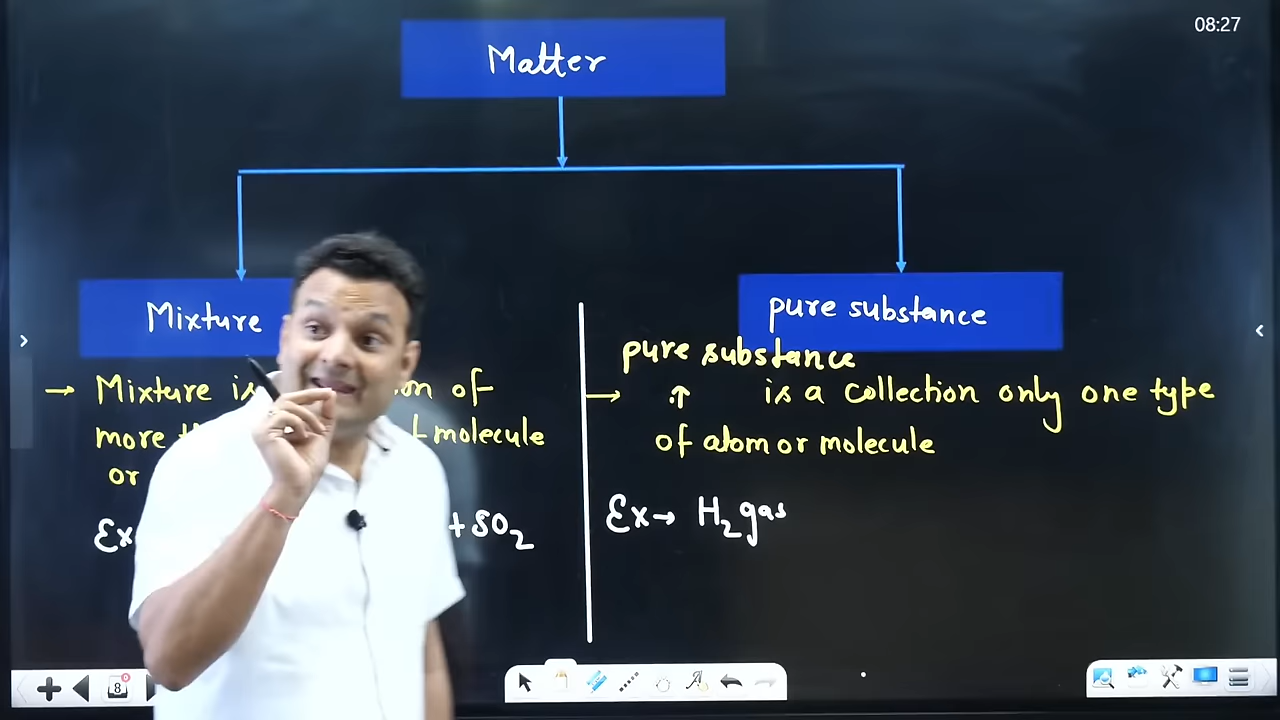 08:27
Matter
Mixture
pure substance
pure substance
→ Mixture is on of
more molecule
or
Ex + SO2
→ ↑ is a collection only one type
of atom or molecule
Ex→ H2 gas
8